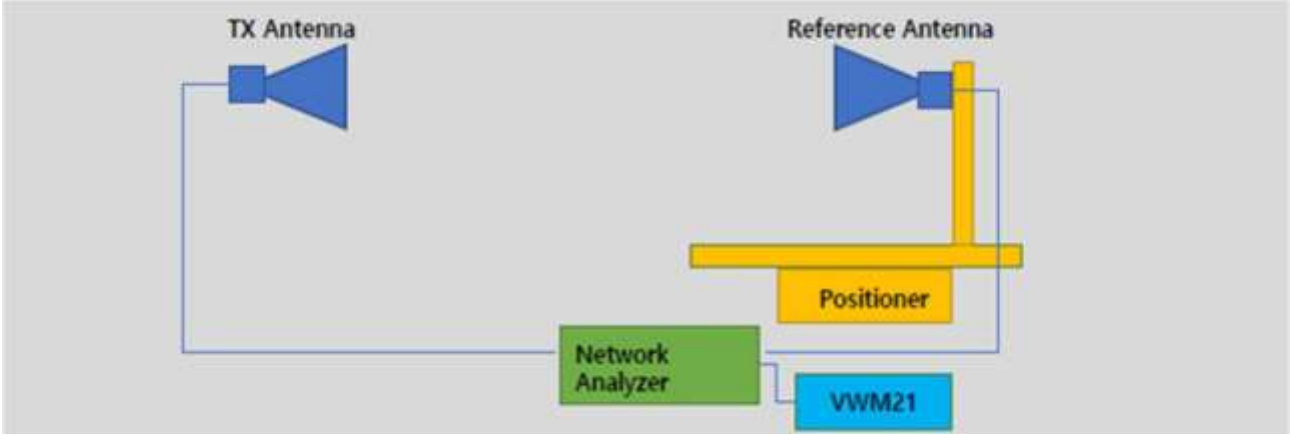 TX Antenna
Reference Antenna
Positioner
Network
Analyzer
VWM21